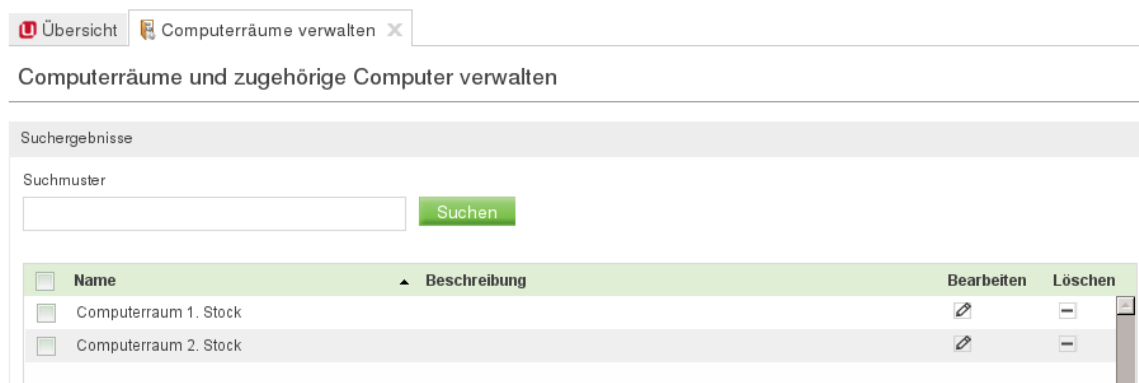 Übersicht Computerräume verwalten
Computerräume und zugehörige Computer verwalten
Suchergebnisse
Suchmuster
Suchen
Name Beschreibung Bearbeiten Löschen
Computerraum 1. Stock
Computerraum 2. Stock